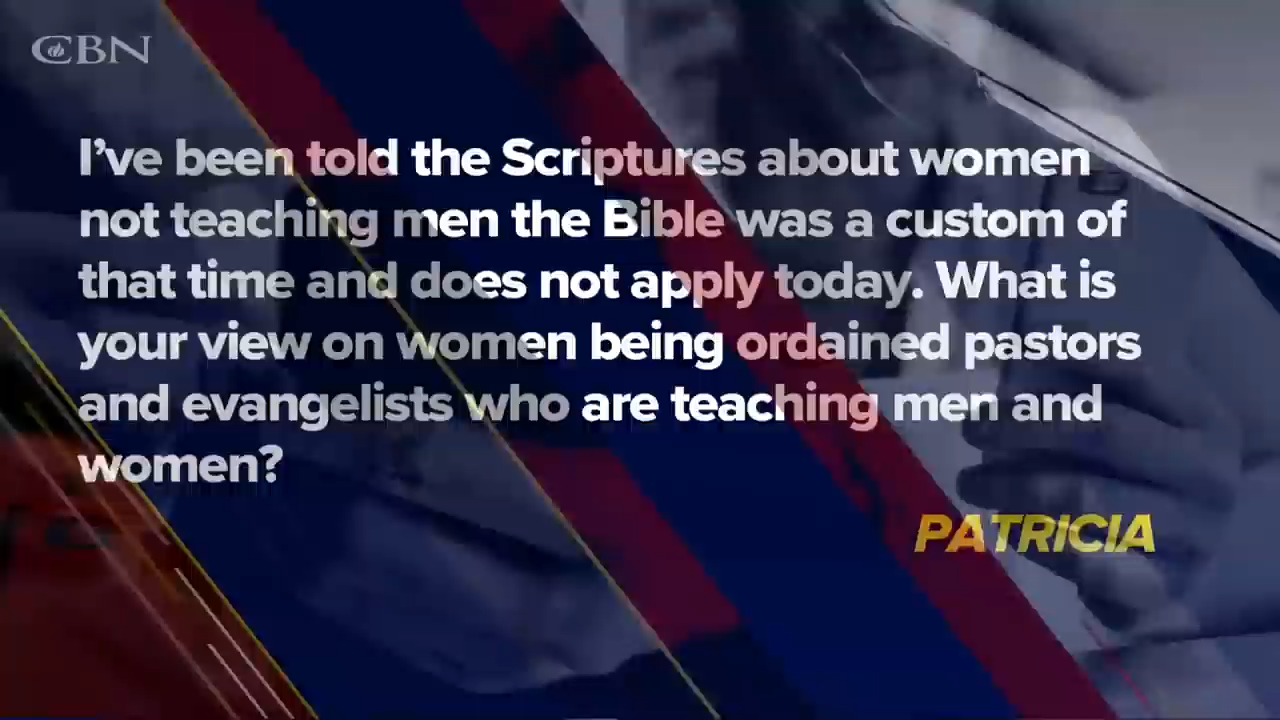 CBN
I've been told the Scriptures about women
not teaching men the Bible was a custom of
that time and does not apply today. What is
your view on women being ordained pastors
and evangelists who are teaching men and
women?
PATRICIA